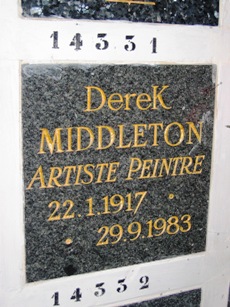 14331
Derek
MIDDLETON
ARTISTE PEINTRE
22.1.1917
29.9.1983
14332